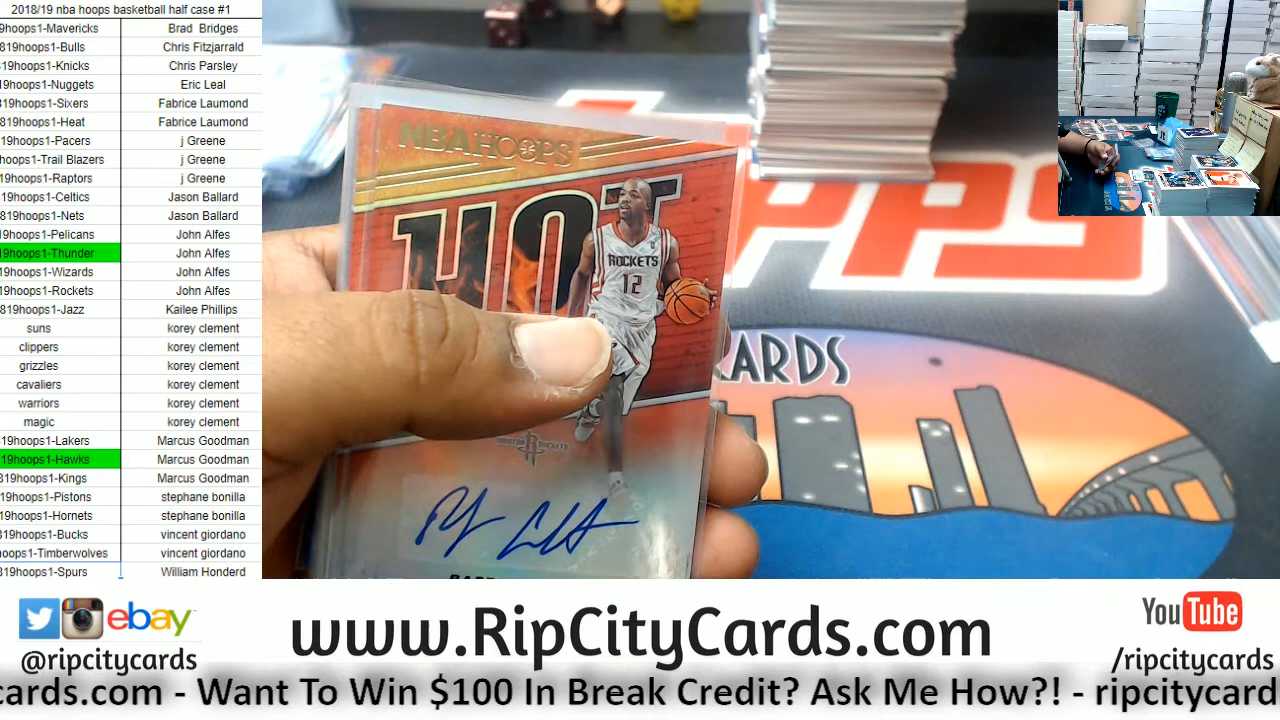 2018/19 nba hoops basketball half case #1
9hoops1-Mavericks Brad Bridges
819hoops1-Bulls Chris Fitzjarrald
819hoops1-Knicks Chris Parsley
19hoops1-Nuggets Eric Leal
819hoops1-Sixers Fabrice Laumond
819hoops1-Heat Fabrice Laumond
19hoops1-Pacers j Greene
hoops1-Trail Blazers j Greene
19hoops1-Raptors j Greene
819hoops1-Celtics Jason Ballard
819hoops1-Nets Jason Ballard
19hoops1-Pelicans John Alfes
19hoops1-Thunder John Alfes
19hoops1-Wizards John Alfes
19hoops1-Rockets John Alfes
819hoops1-Jazz Kailee Phillips
suns korey clement
clippers korey clement
grizzles korey clement
cavaliers korey clement
warriors korey clement
magic korey clement
19hoops1-Lakers Marcus Goodman
19hoops1-Hawks Marcus Goodman
819hoops1-Kings Marcus Goodman
19hoops1-Pistons stephane bonilla
19hoops1-Hornets stephane bonilla
819hoops1-Bucks vincent giordano
hoops1-Timberwolves vincent giordano
819hoops1-Spurs William Honderd
NBA HOOPS
HOT
ROCKETS
12
CARDS
ebay
@ripcitycards
www.RipCityCards.com
YouTube
/ripcitycards
cards.com - Want To Win $100 In Break Credit? Ask Me How?! - ripcitycard